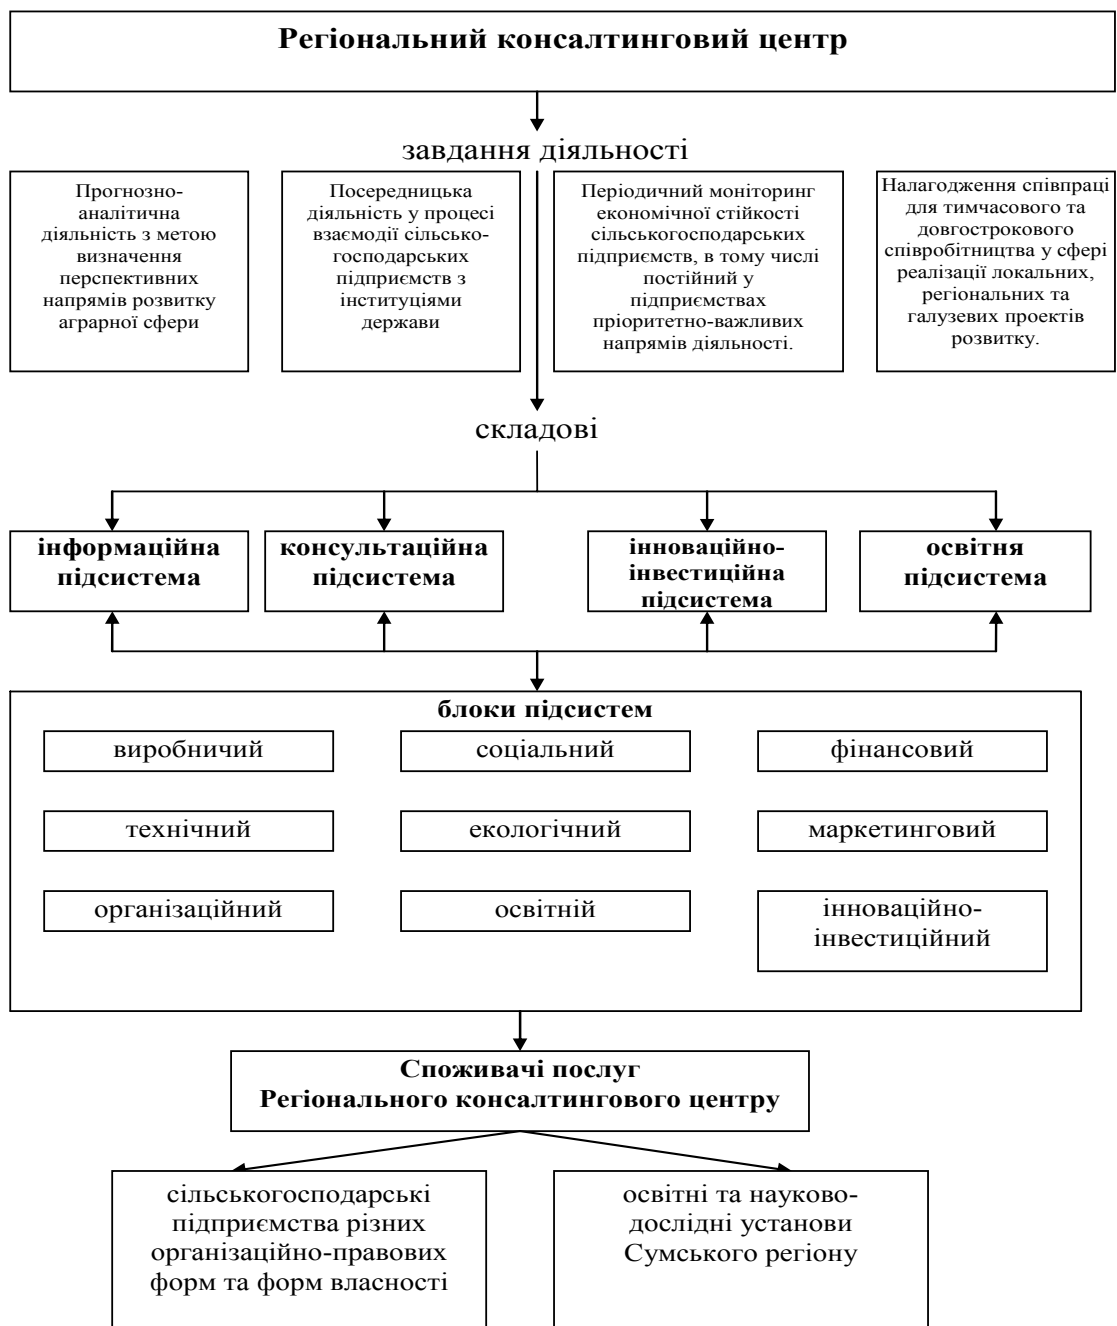 Регіональний консалтинговий центр
завдання діяльності
Прогнозно-
аналітична
діяльність з метою
визначення
перспективних
напрямів розвитку
аграрної сфери
Посередницька
діяльність у процесі
взаємодії сільсько-
господарських
підприємств з
інституціями
держави
Періодичний моніторинг
економічної стійкості
сільськогосподарських
підприємств, в тому числі
постійний у
підприємствах
пріоритетно-важливих
напрямів діяльності.
Налагодження співпраці
для тимчасового та
довгострокового
співробітництва у сфері
реалізації локальних,
регіональних та
галузевих проектів
розвитку.
складові
інформаційна
підсистема
консультаційна
підсистема
інноваційно-
інвестиційна
підсистема
освітня
підсистема
блоки підсистем
виробничий
соціальний
фінансовий
технічний
екологічний
маркетинговий
організаційний
освітній
інноваційно-
інвестиційний
Споживачі послуг
Регіонального консалтингового центру
сільськогосподарські
підприємства різних
організаційно-правових
форм та форм власності
освітні та науково-
дослідні установи
Сумського регіону